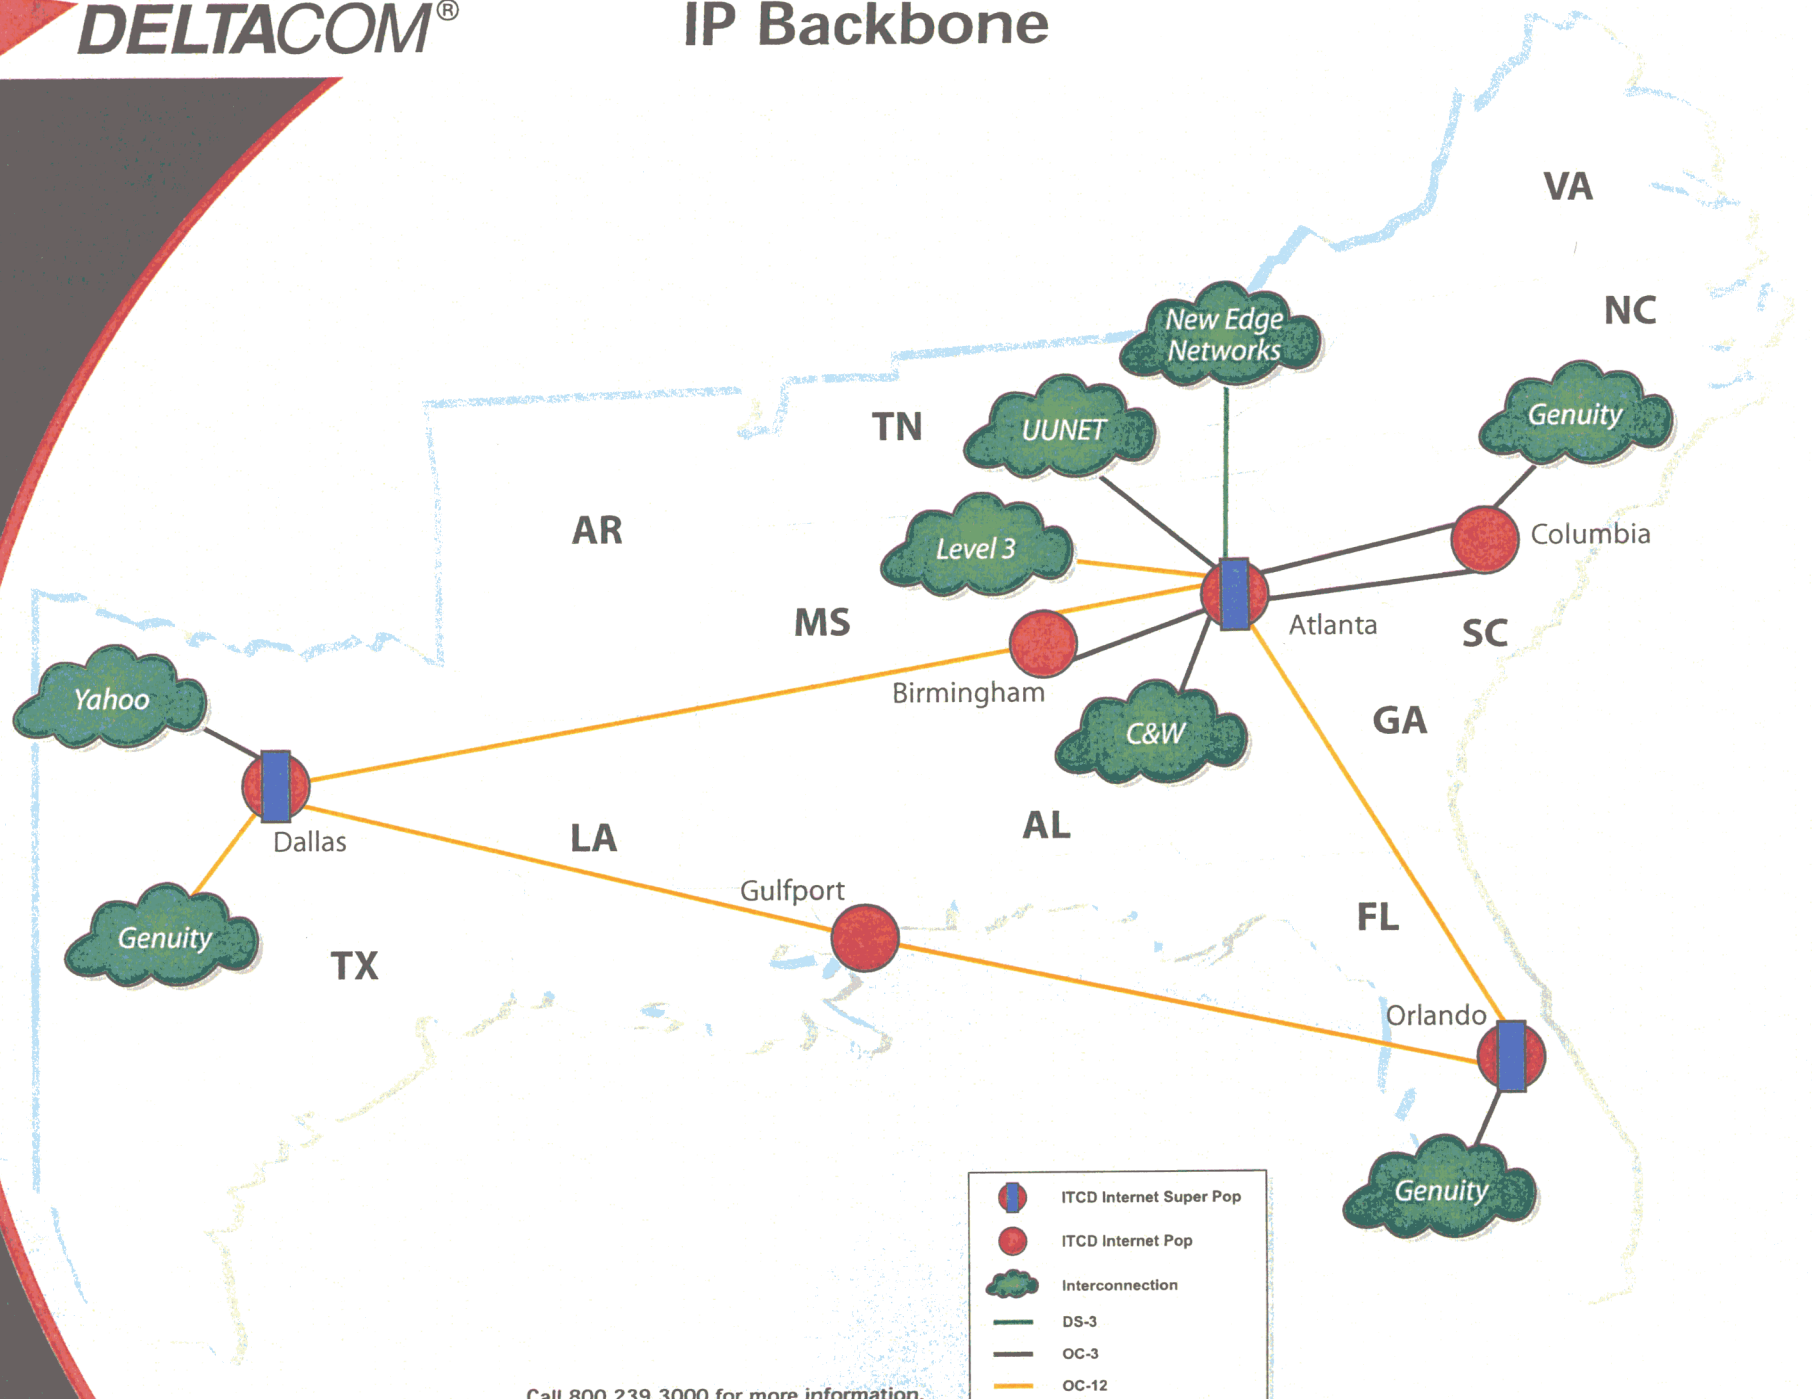 DELTACOM®
IP Backbone
VA
NC
New Edge
Networks
Genuity
TN
UUNET
AR
Level 3
Columbia
MS
Atlanta
SC
Birmingham
Yahoo
C&W
GA
Dallas
LA
AL
Gulfport
FL
Genuity
TX
Orlando
Genuity
ITCD Internet Super Pop
ITCD Internet Pop
Interconnection
DS-3
OC-3
OC-12
Call 800.239.3000 for more information.